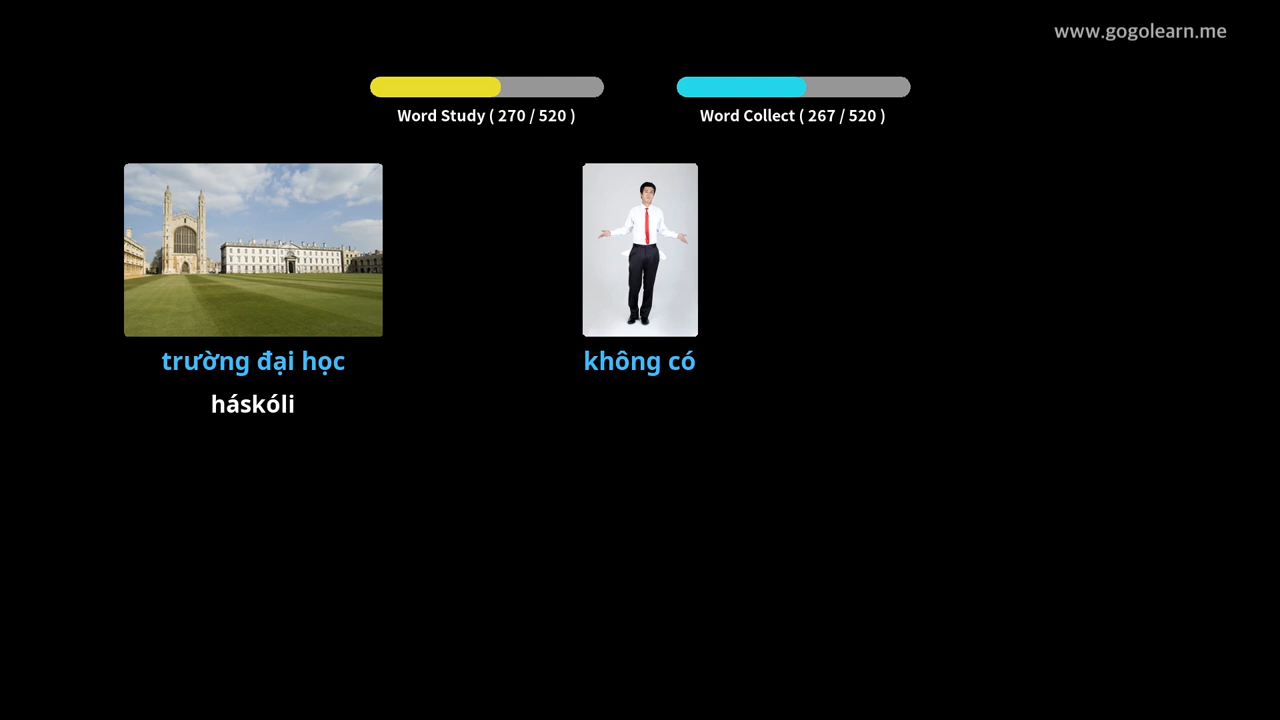 www.gogolearn.me
Word Study ( 270 / 520 )
Word Collect ( 267 / 520 )
trường đại học
không có
háskóli